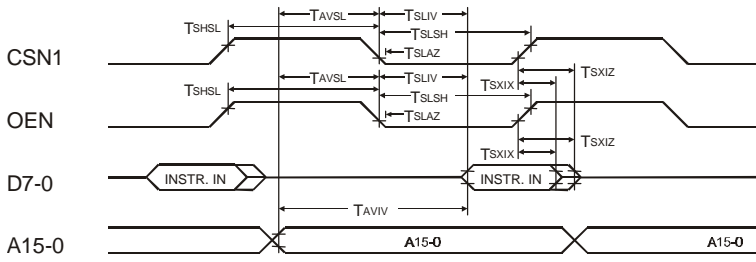 TAVSL TSLIV
TSHSL TSLSH
CSN1 TSLAZ TSXIZ
TAVSL TSLIV TSXIX
TSHSL TSLSH
OEN TSLAZ TSXIZ
TSXIX
D7-0 INSTR. IN INSTR. IN
TAVIV
A15-0 A15-0 A15-0